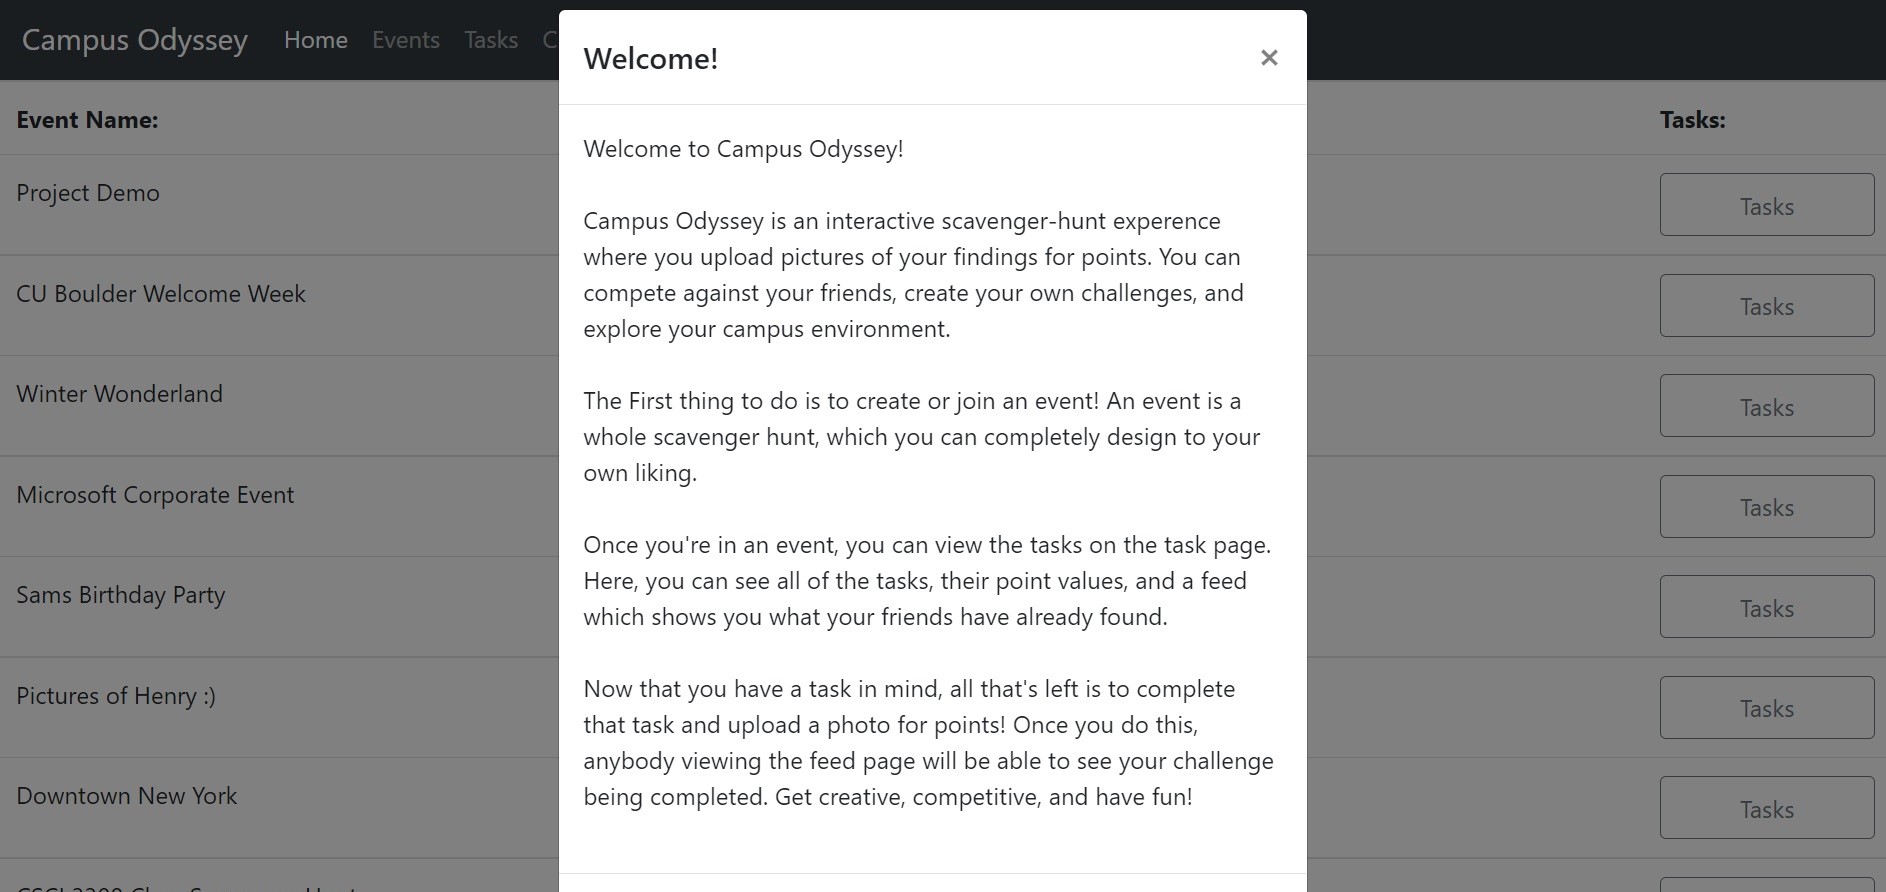 Campus Odyssey Home Events Tasks
Welcome!
×
Event Name:
Tasks:
Project Demo
Tasks
CU Boulder Welcome Week
Tasks
Winter Wonderland
Tasks
Microsoft Corporate Event
Tasks
Sams Birthday Party
Tasks
Pictures of Henry :)
Tasks
Downtown New York
Tasks
Welcome to Campus Odyssey!
Campus Odyssey is an interactive scavenger-hunt experence
where you upload pictures of your findings for points. You can
compete against your friends, create your own challenges, and
explore your campus environment.
The First thing to do is to create or join an event! An event is a
whole scavenger hunt, which you can completely design to your
own liking.
Once you're in an event, you can view the tasks on the task page.
Here, you can see all of the tasks, their point values, and a feed
which shows you what your friends have already found.
Now that you have a task in mind, all that's left is to complete
that task and upload a photo for points! Once you do this,
anybody viewing the feed page will be able to see your challenge
being completed. Get creative, competitive, and have fun!